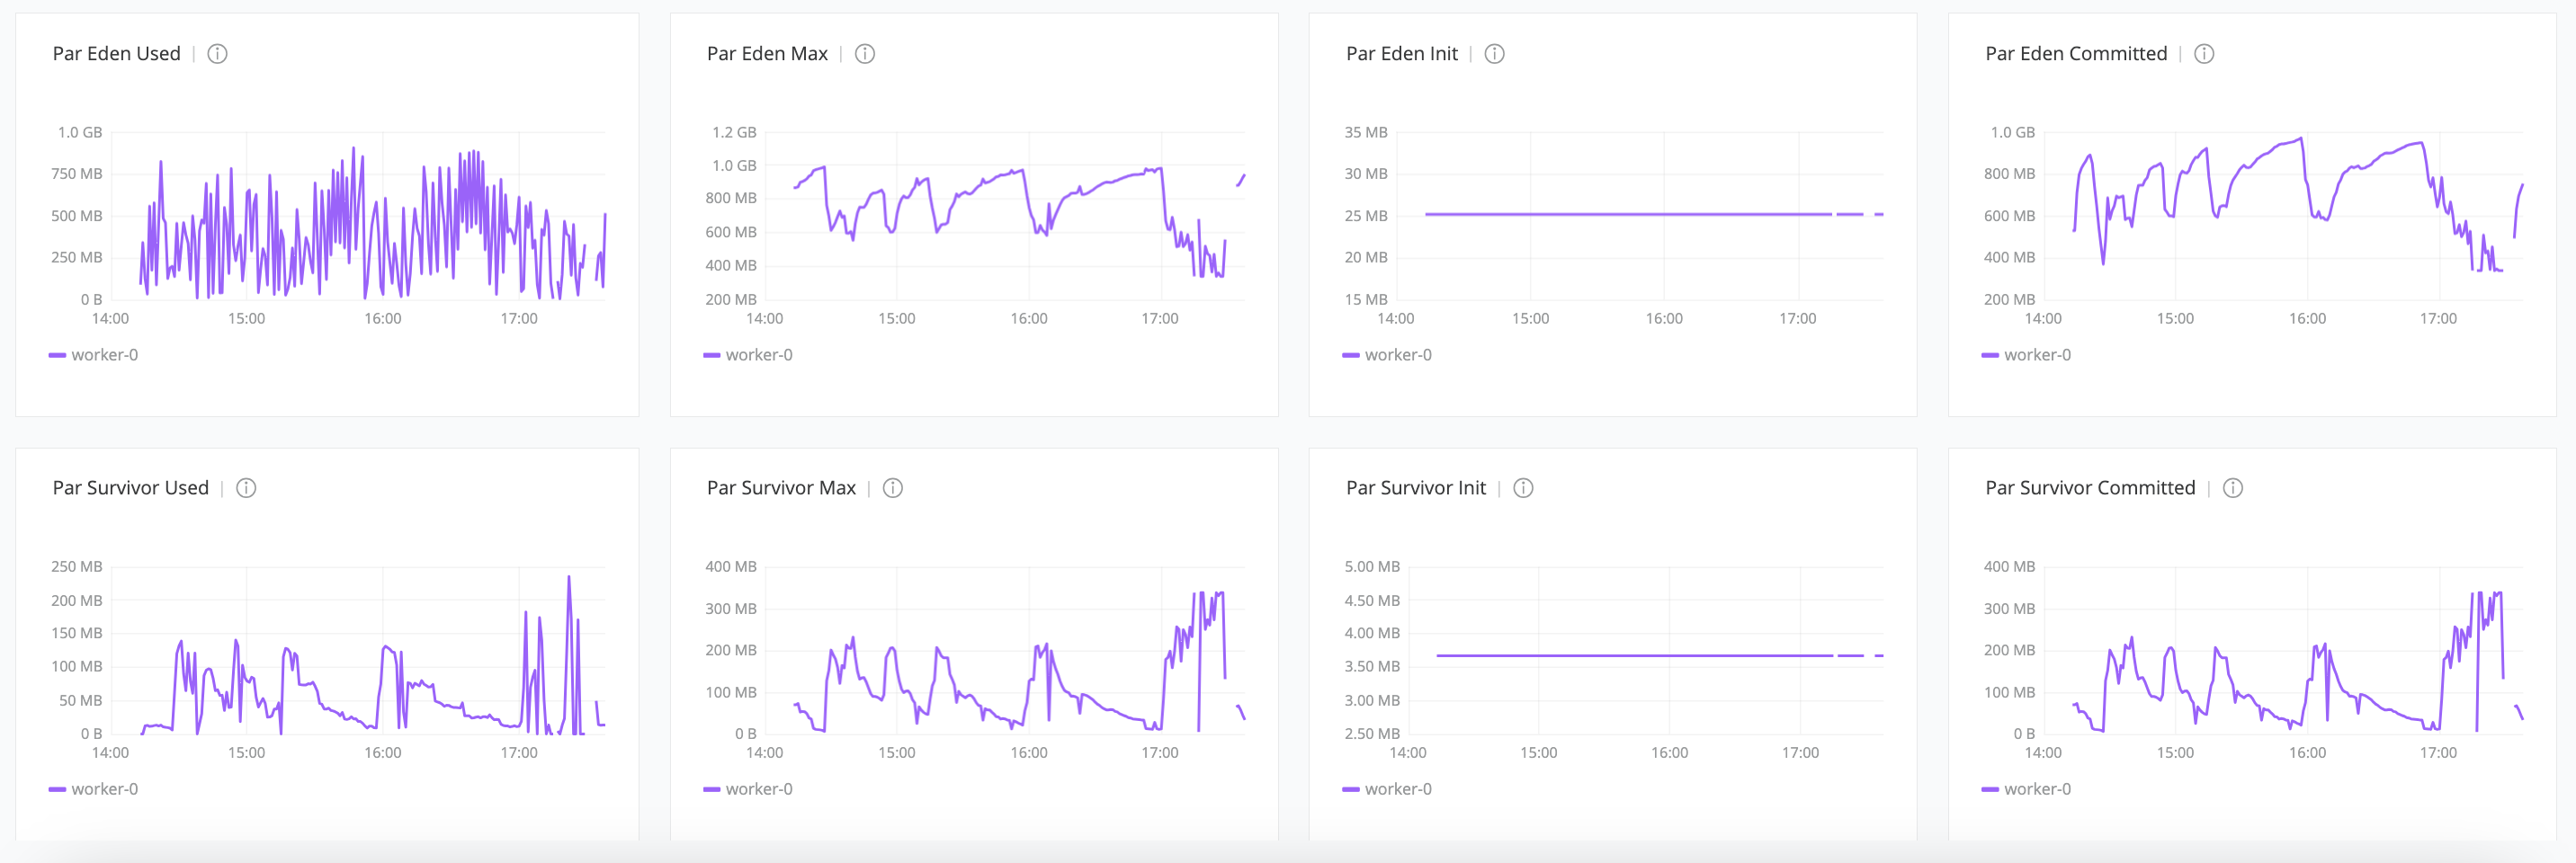 Par Eden Used
1.0 GB
750 MB
500 MB
250 MB
0 B
14:00 15:00 16:00 17:00
worker-0
Par Eden Max
1.2 GB
1.0 GB
800 MB
600 MB
400 MB
200 MB
14:00 15:00 16:00 17:00
worker-0
Par Eden Init
35 MB
30 MB
25 MB
20 MB
15 MB
14:00 15:00 16:00 17:00
worker-0
Par Eden Committed
1.0 GB
800 MB
600 MB
400 MB
200 MB
14:00 15:00 16:00 17:00
worker-0
Par Survivor Used
250 MB
200 MB
150 MB
100 MB
50 MB
0 B
14:00 15:00 16:00 17:00
worker-0
Par Survivor Max
400 MB
300 MB
200 MB
100 MB
0 B
14:00 15:00 16:00 17:00
worker-0
Par Survivor Init
5.00 MB
4.50 MB
4.00 MB
3.50 MB
3.00 MB
2.50 MB
14:00 15:00 16:00 17:00
worker-0
Par Survivor Committed
400 MB
300 MB
200 MB
100 MB
0 B
14:00 15:00 16:00 17:00
worker-0